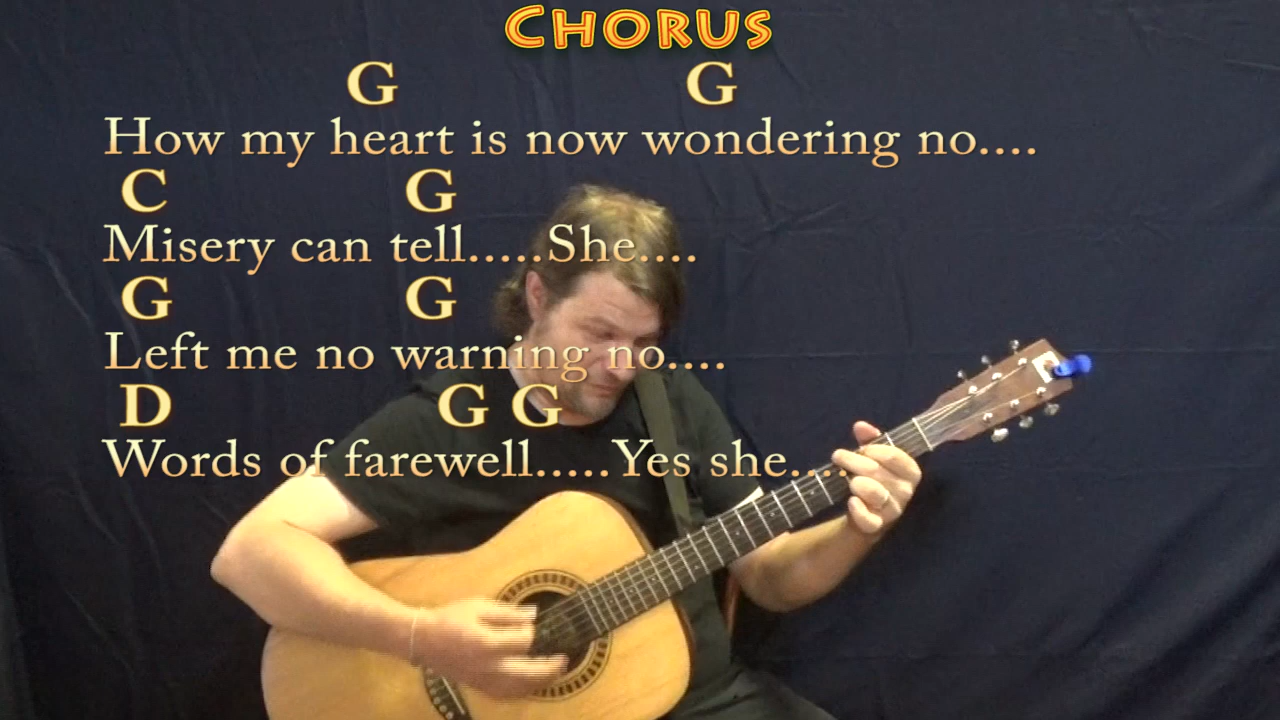 CHORUS
G G
How my heart is now wondering no....
C G
Misery can tell.....She....
G G
Left me no warning no....
D G G
Words of farewell.....Yes she....